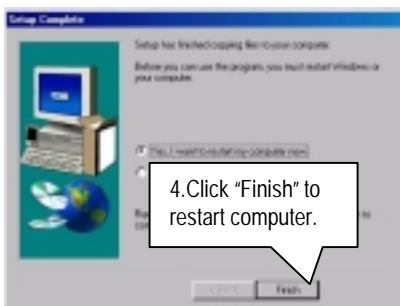 Setup Complete
Setup has finished copying files to your computer.
Before you can use the program, you must restart Windows or
your computer.
Yes, I want to restart my computer now.
4.Click “Finish” to
restart computer.
to
Finish